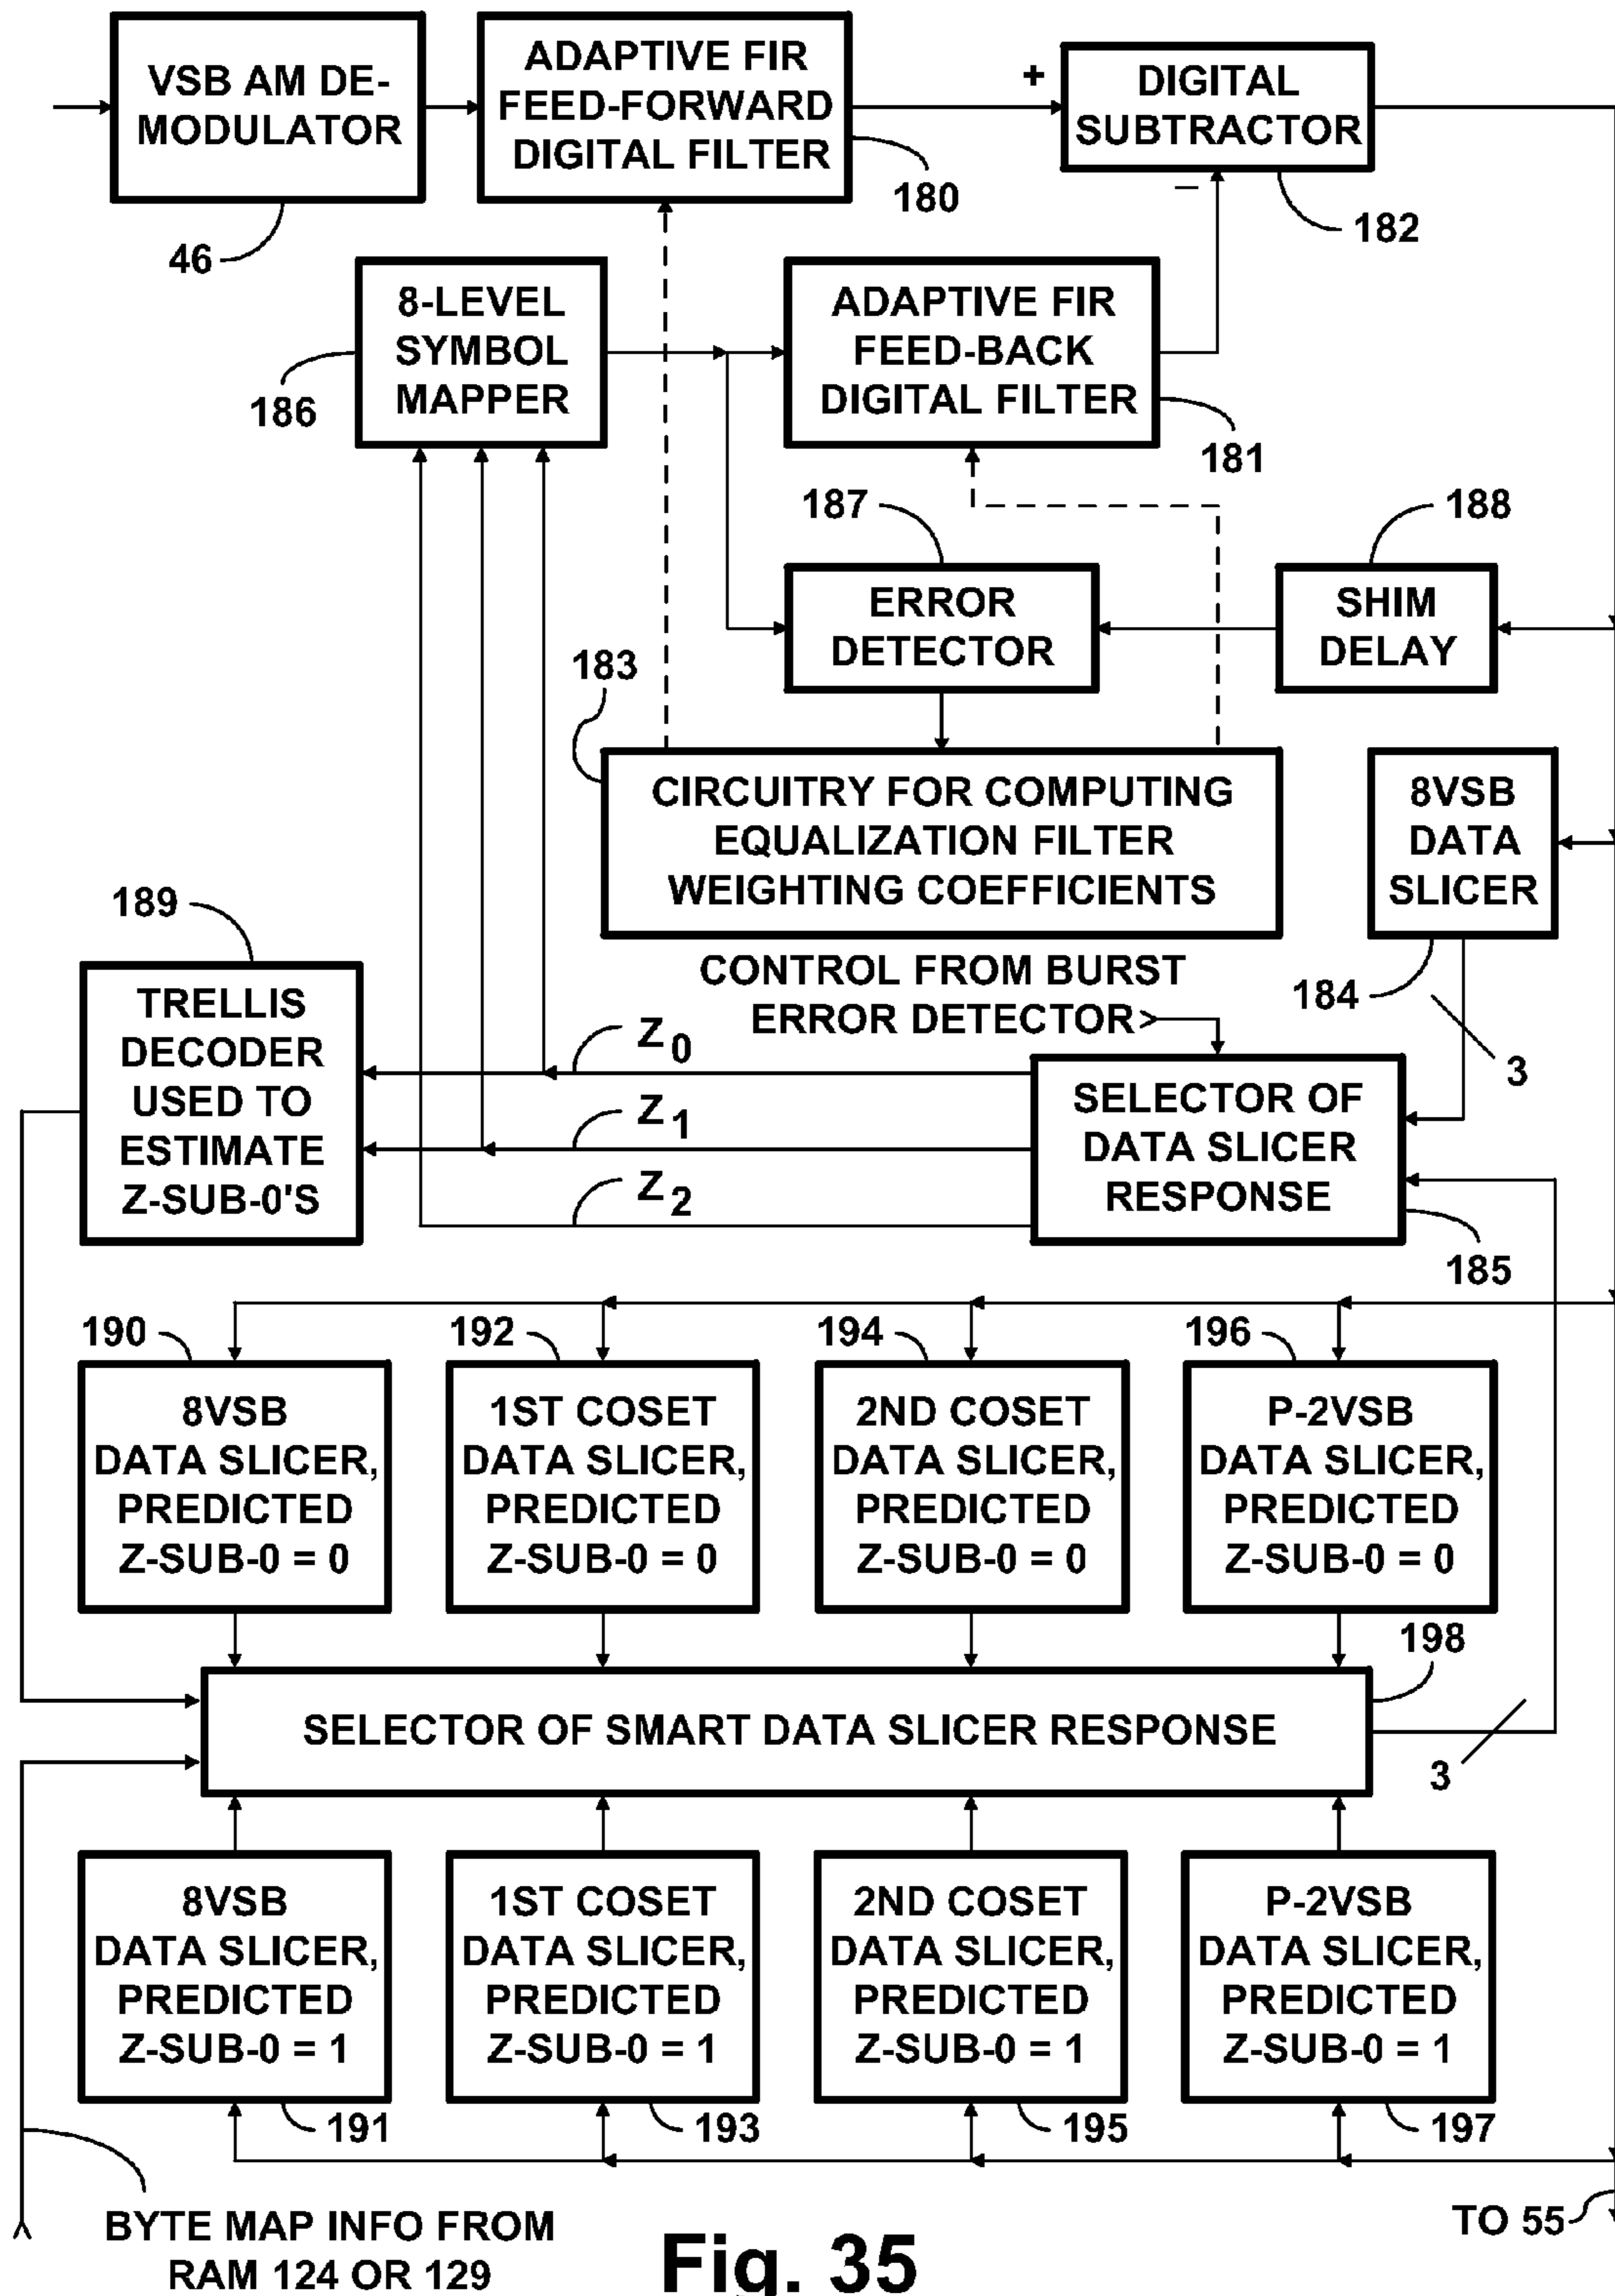 VSB AM DE-
MODULATOR
46
ADAPTIVE FIR
FEED-FORWARD
DIGITAL FILTER
180
+
DIGITAL
SUBTRACTOR
–
182
8-LEVEL
SYMBOL
MAPPER
186
ADAPTIVE FIR
FEED-BACK
DIGITAL FILTER
181
187
ERROR
DETECTOR
188
SHIM
DELAY
183
CIRCUITRY FOR COMPUTING
EQUALIZATION FILTER
WEIGHTING COEFFICIENTS
8VSB
DATA
SLICER
184
3
189
TRELLIS
DECODER
USED TO
ESTIMATE
Z-SUB-0'S
CONTROL FROM BURST
ERROR DETECTOR
Z0
Z1
Z2
SELECTOR OF
DATA SLICER
RESPONSE
185
190
8VSB
DATA SLICER,
PREDICTED
Z-SUB-0 = 0
192
1ST COSET
DATA SLICER,
PREDICTED
Z-SUB-0 = 0
194
2ND COSET
DATA SLICER,
PREDICTED
Z-SUB-0 = 0
196
P-2VSB
DATA SLICER,
PREDICTED
Z-SUB-0 = 0
198
SELECTOR OF SMART DATA SLICER RESPONSE
3
8VSB
DATA SLICER,
PREDICTED
Z-SUB-0 = 1
191
1ST COSET
DATA SLICER,
PREDICTED
Z-SUB-0 = 1
193
2ND COSET
DATA SLICER,
PREDICTED
Z-SUB-0 = 1
195
P-2VSB
DATA SLICER,
PREDICTED
Z-SUB-0 = 1
197
BYTE MAP INFO FROM
RAM 124 OR 129
TO 55
Fig. 35